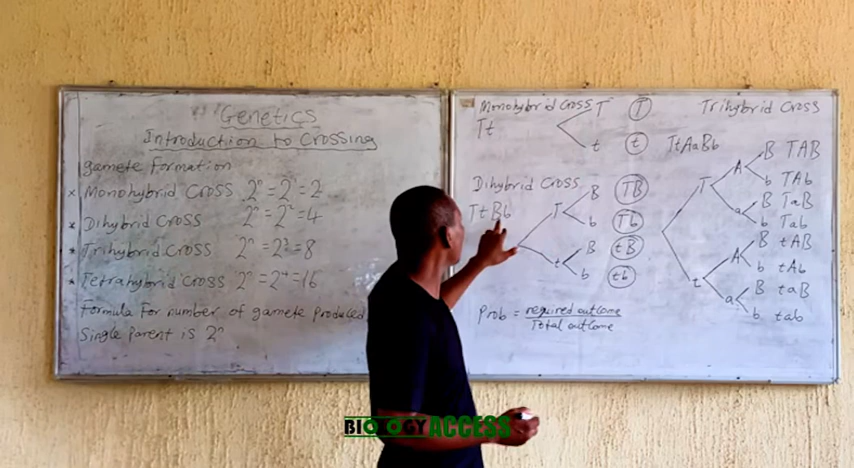 Genetics
Introduction to Crossing
gamete Formation
* Monohybrid Cross 2ⁿ = 2¹ = 2
* Dihybrid Cross 2ⁿ = 2² = 4
* Trihybrid Cross 2ⁿ = 2³ = 8
* Tetrahybrid Cross 2ⁿ = 2⁴ = 16
Formula For number of gamete Produced
Single Parent is 2ⁿ
Monohybrid Cross
Tt
T T
t t
Dihybrid Cross
TtBb
T B TB
b Tb
t B tB
b tb
Prob = required outcome
Total outcome
Trihybrid Cross
TtAaBb
T A B TAB
b TAb
a B TaB
b Tab
t A B tAB
b tAb
a B taB
b tab
BIOLOGY ACCESS